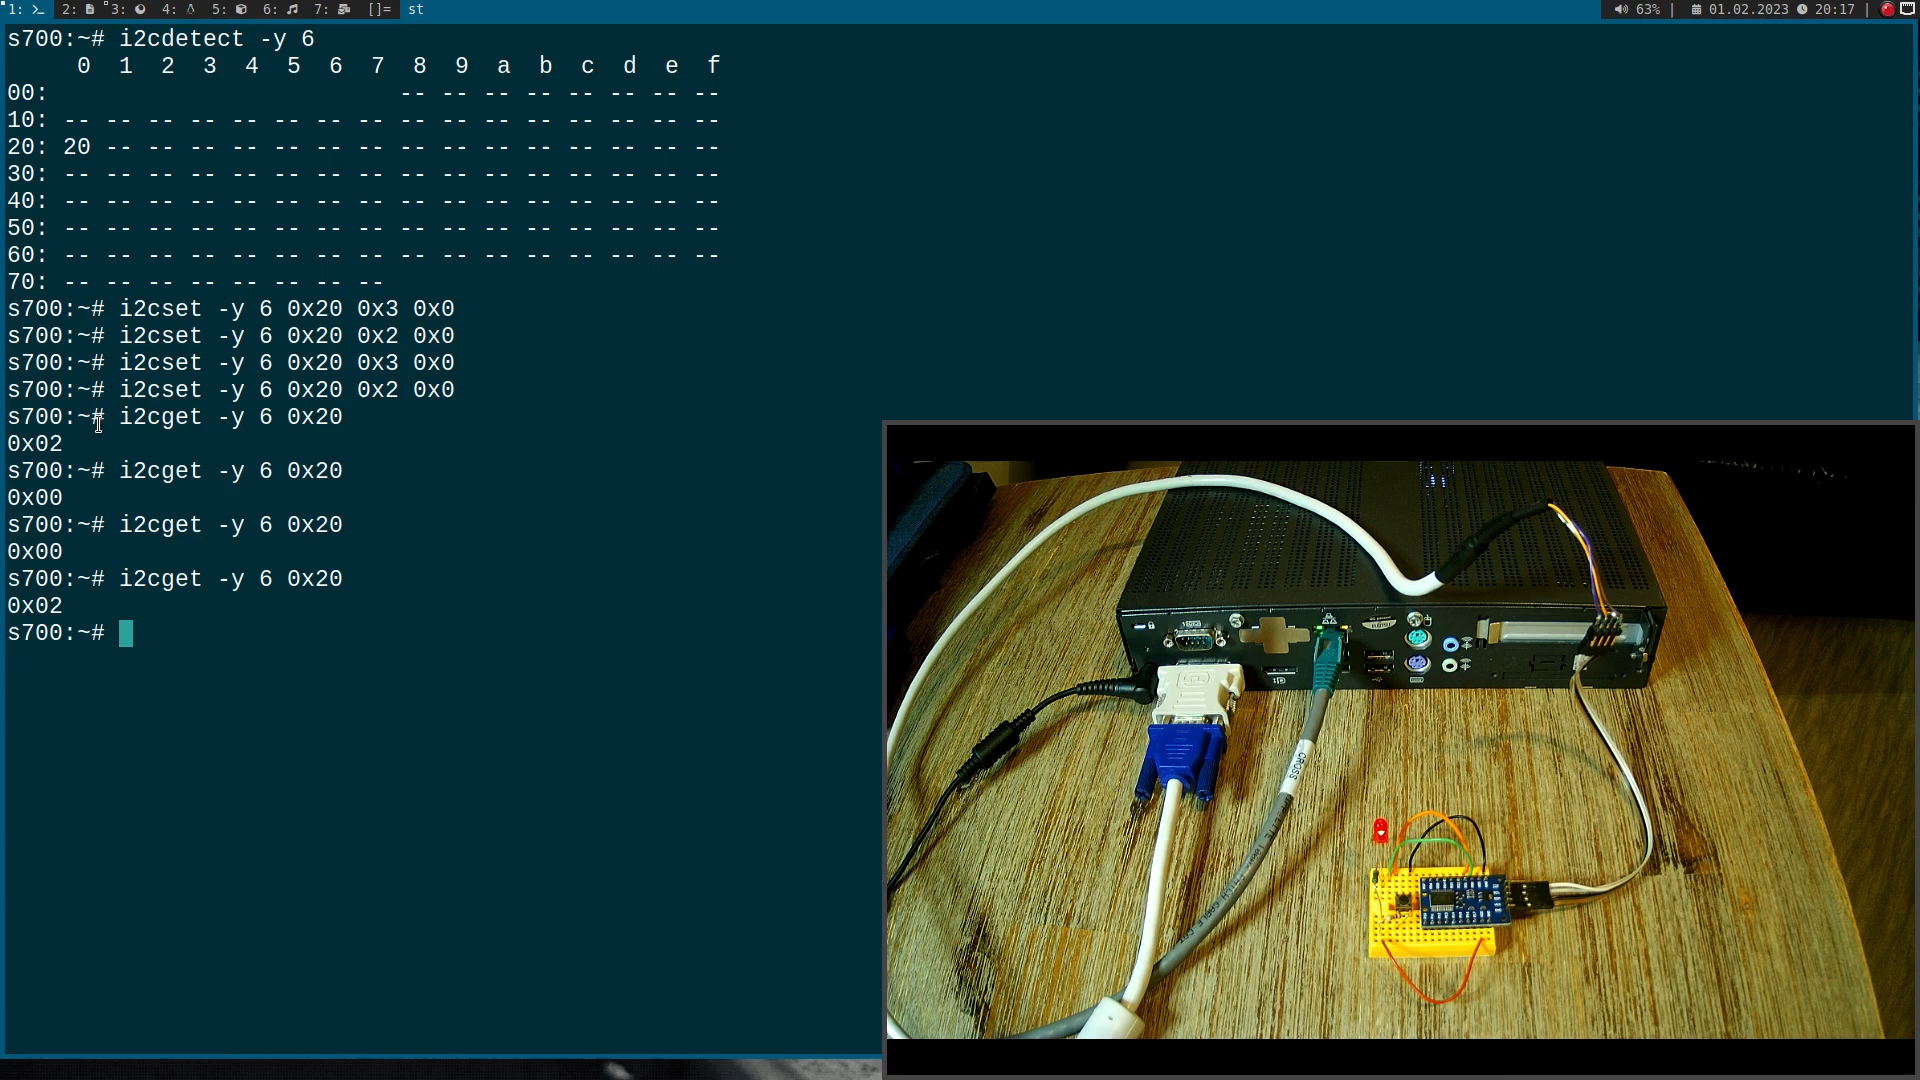 1: 2: 3: 4: 5: 6: 7: []= st 63% | 01.02.2023 20:17 |
s700:~# i2cdetect -y 6
     0  1  2  3  4  5  6  7  8  9  a  b  c  d  e  f
00:                         -- -- -- -- -- -- -- --
10: -- -- -- -- -- -- -- -- -- -- -- -- -- -- -- --
20: 20 -- -- -- -- -- -- -- -- -- -- -- -- -- -- --
30: -- -- -- -- -- -- -- -- -- -- -- -- -- -- -- --
40: -- -- -- -- -- -- -- -- -- -- -- -- -- -- -- --
50: -- -- -- -- -- -- -- -- -- -- -- -- -- -- -- --
60: -- -- -- -- -- -- -- -- -- -- -- -- -- -- -- --
70: -- -- -- -- -- -- -- --
s700:~# i2cset -y 6 0x20 0x3 0x0
s700:~# i2cset -y 6 0x20 0x2 0x0
s700:~# i2cset -y 6 0x20 0x3 0x0
s700:~# i2cset -y 6 0x20 0x2 0x0
s700:~# i2cget -y 6 0x20
0x02
s700:~# i2cget -y 6 0x20
0x00
s700:~# i2cget -y 6 0x20
0x00
s700:~# i2cget -y 6 0x20
0x02
s700:~#
CROSS